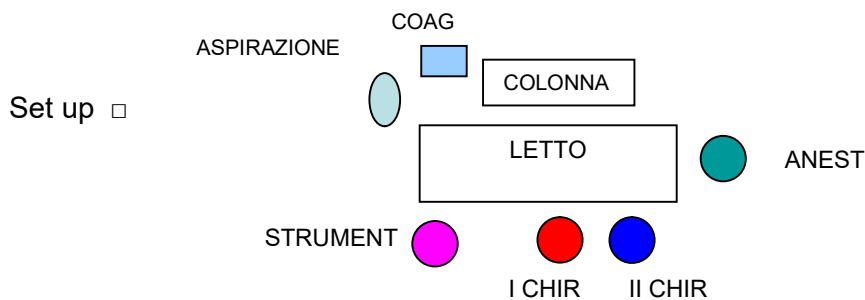 COAG
ASPIRAZIONE
COLONNA
Set up □
LETTO
ANEST
STRUMENT
I CHIR II CHIR